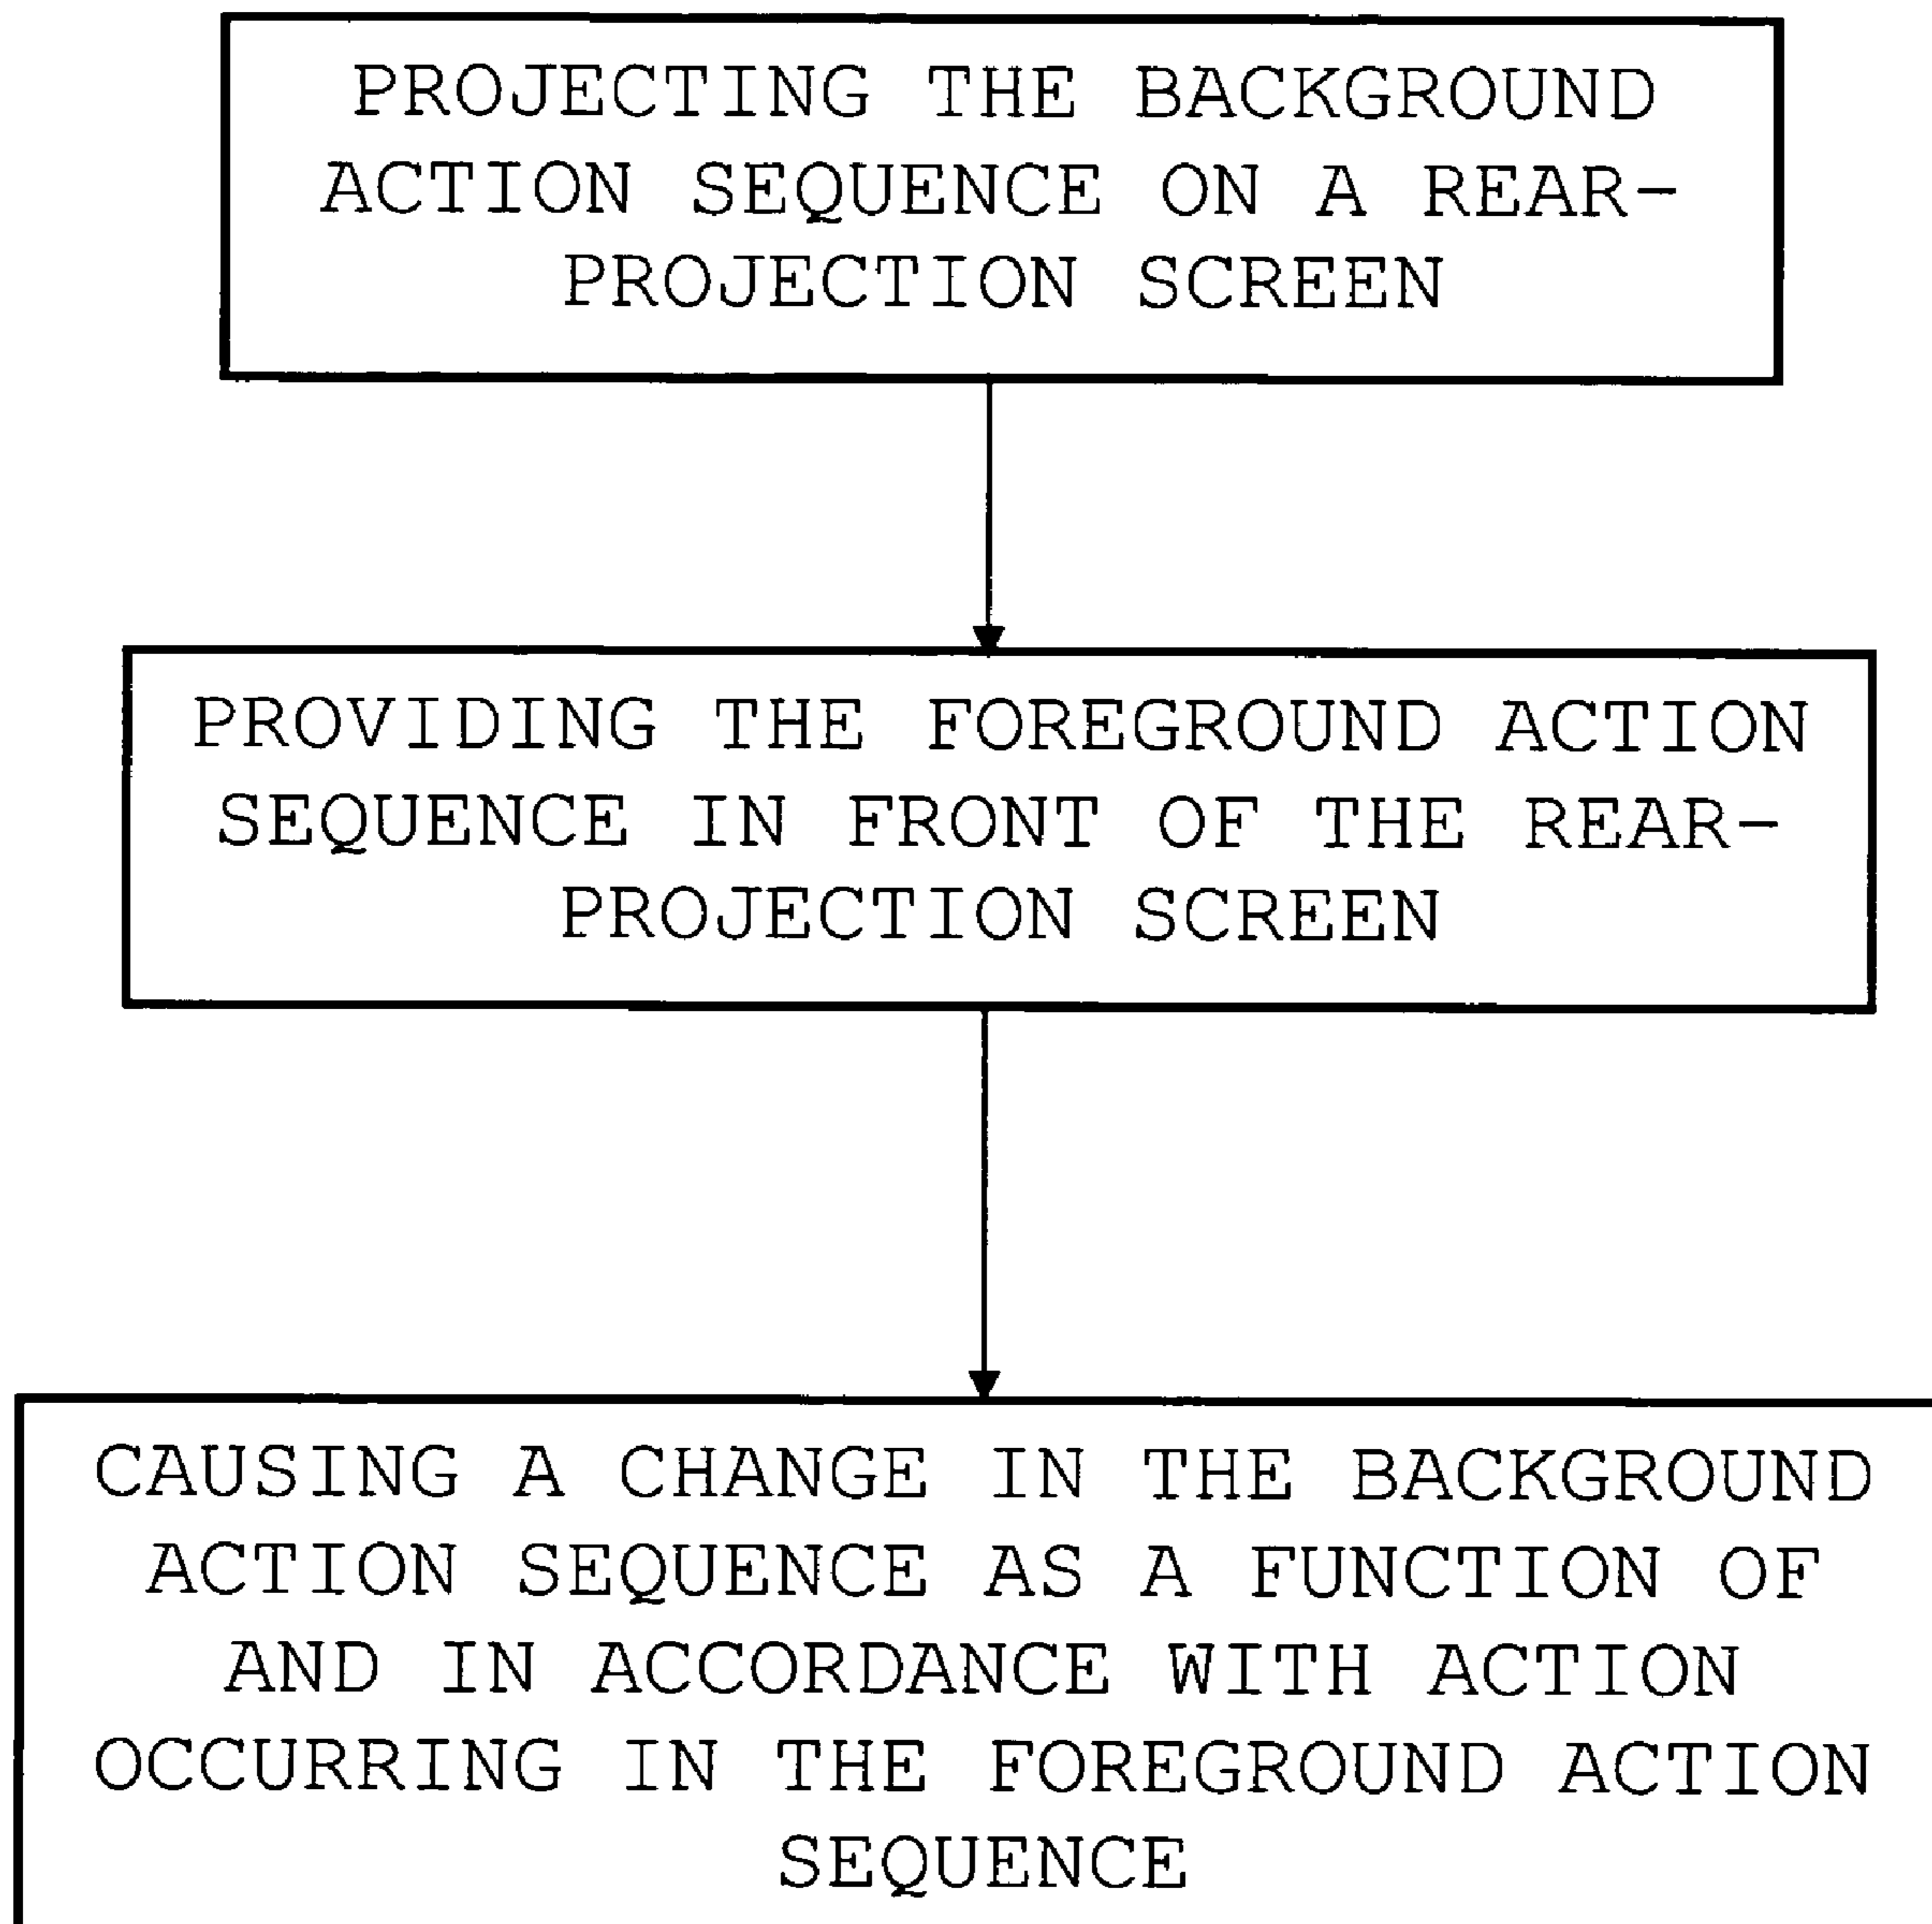 PROJECTING THE BACKGROUND
ACTION SEQUENCE ON A REAR-
PROJECTION SCREEN
PROVIDING THE FOREGROUND ACTION
SEQUENCE IN FRONT OF THE REAR-
PROJECTION SCREEN
CAUSING A CHANGE IN THE BACKGROUND
ACTION SEQUENCE AS A FUNCTION OF
AND IN ACCORDANCE WITH ACTION
OCCURRING IN THE FOREGROUND ACTION
SEQUENCE